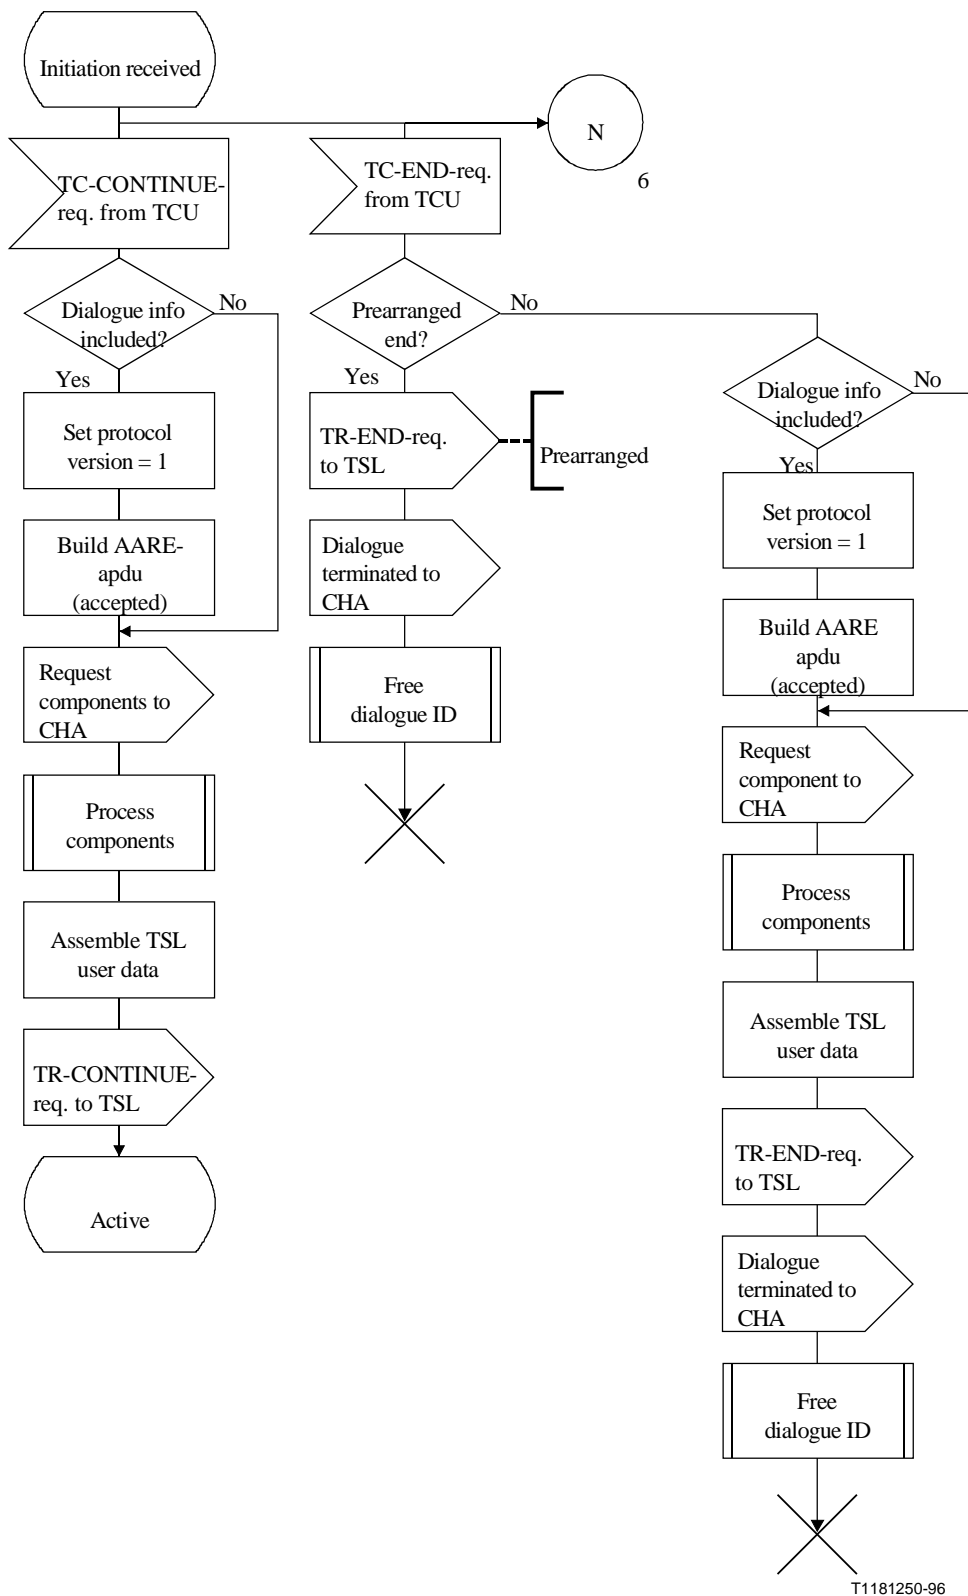 Initiation received
N
6
TC-CONTINUE-
req. from TCU
TC-END-req.
from TCU
Dialogue info
included?
No
Yes
Prearranged
end?
No
Yes
Dialogue info
included?
No
Yes
Set protocol
version = 1
Build AARE-
apdu
(accepted)
Request
components to
CHA
Process
components
Assemble TSL
user data
TR-CONTINUE-
req. to TSL
Active
TR-END-req.
to TSL
Prearranged
Dialogue
terminated to
CHA
Free
dialogue ID
Set protocol
version = 1
Build AARE
apdu
(accepted)
Request
component to
CHA
Process
components
Assemble TSL
user data
TR-END-req.
to TSL
Dialogue
terminated to
CHA
Free
dialogue ID
T1181250-96